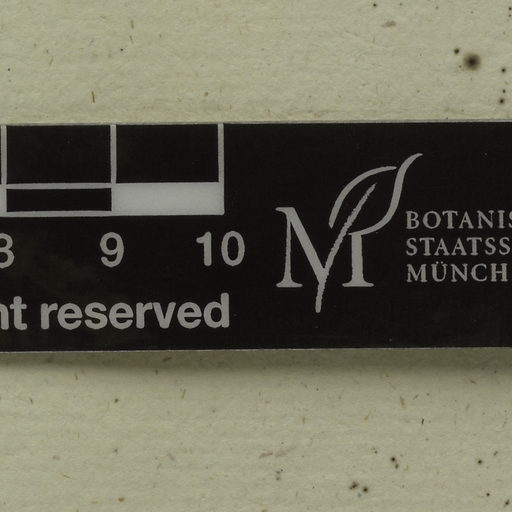 8 9 10
nt reserved
M
BOTANIS
STAATSS
MÜNCH